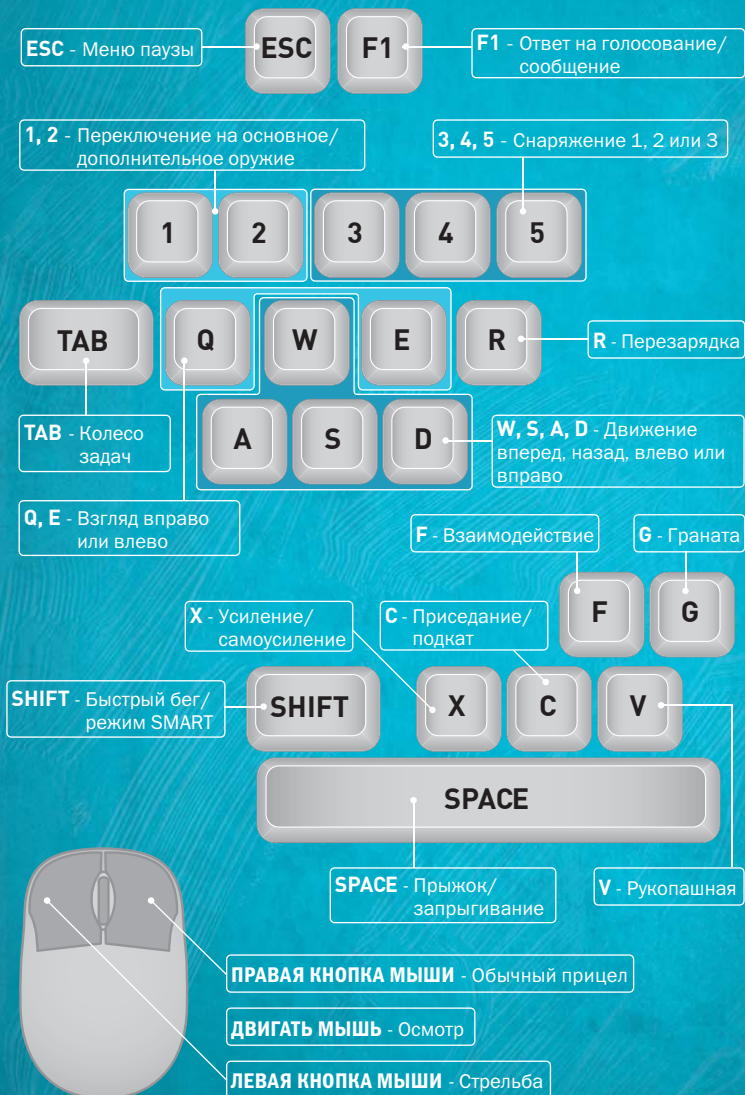 ESC
F1
ESC - Меню паузы
F1 - Ответ на голосование/
сообщение
1, 2 - Переключение на основное/
дополнительное оружие
3, 4, 5 - Снаряжение 1, 2 или 3
1
2
3
4
5
TAB
Q
W
E
R
R - Перезарядка
A
S
D
TAB - Колесо
задач
W, S, A, D - Движение
вперед, назад, влево или
вправо
Q, E - Взгляд вправо
или влево
F - Взаимодействие
G - Граната
F
G
X - Усиление/
самоусиление
C - Приседание/
подкат
SHIFT - Быстрый бег/
режим SMART
SHIFT
X
C
V
SPACE
SPACE - Прыжок/
запрыгивание
V - Рукопашная
ПРАВАЯ КНОПКА МЫШИ - Обычный прицел
ДВИГАТЬ МЫШЬ - Осмотр
ЛЕВАЯ КНОПКА МЫШИ - Стрельба